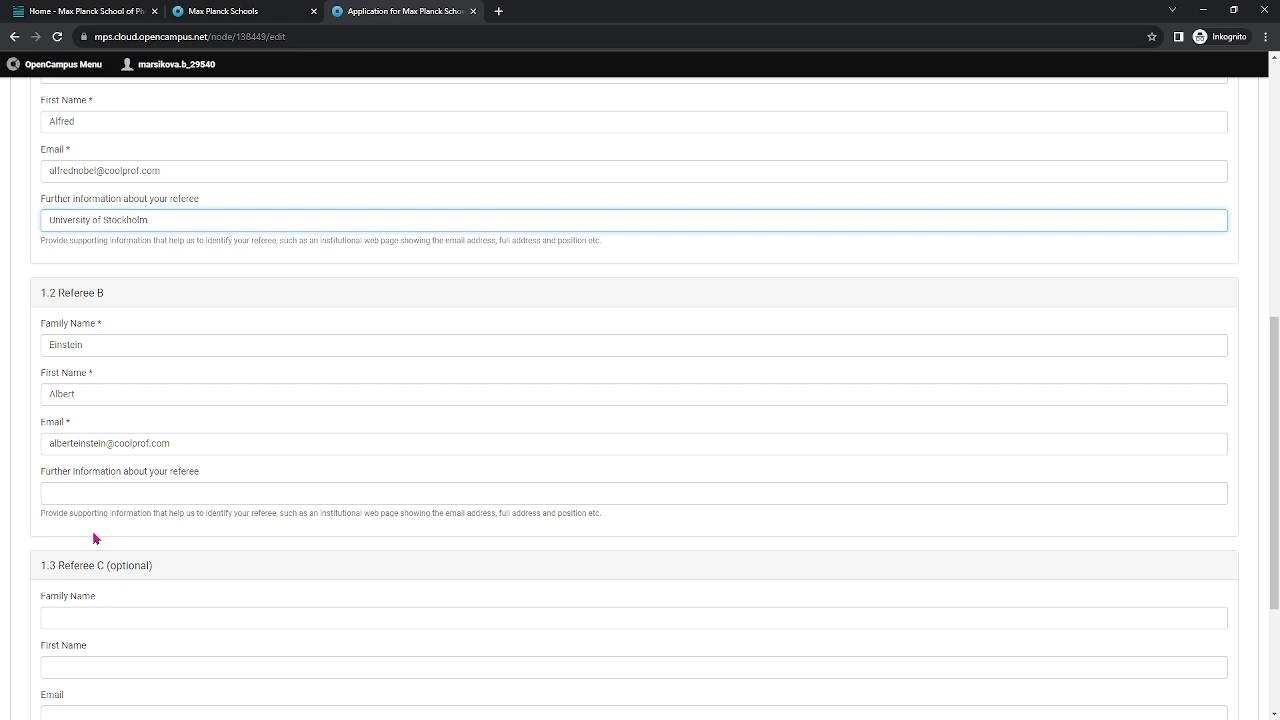 Home - Max Planck School of Ph
Max Planck Schools
Application for Max Planck Schoo
mps.cloud.opencampus.net/node/138449/edit
Inkognito
OpenCampus Menu
marsikova.b_29540
First Name *
Alfred
Email *
alfrednobel@coolprof.com
Further information about your referee
University of Stockholm
Provide supporting information that help us to identify your referee, such as an institutional web page showing the email address, full address and position etc.
1.2 Referee B
Family Name *
Einstein
First Name *
Albert
Email *
alberteinstein@coolprof.com
Further information about your referee
Provide supporting information that help us to identify your referee, such as an institutional web page showing the email address, full address and position etc.
1.3 Referee C (optional)
Family Name
First Name
Email